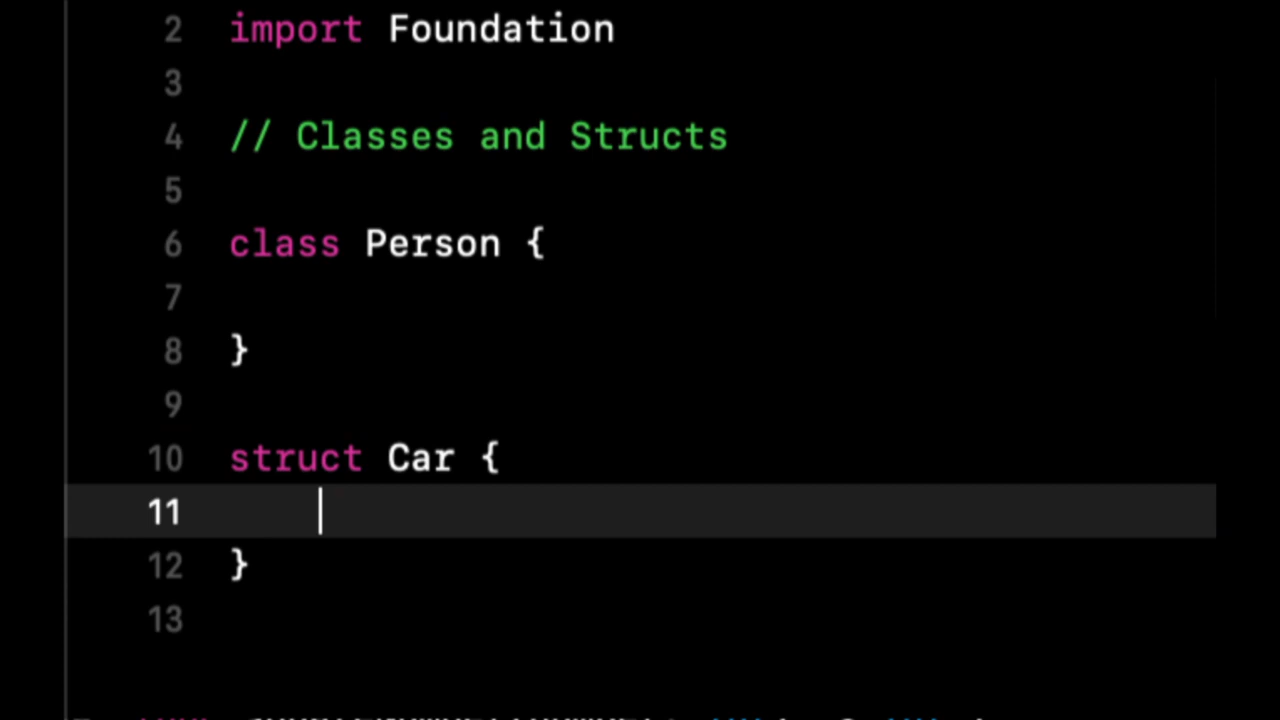 2 import Foundation
3
4 // Classes and Structs
5
6 class Person {
7
8 }
9
10 struct Car {
11
12 }
13